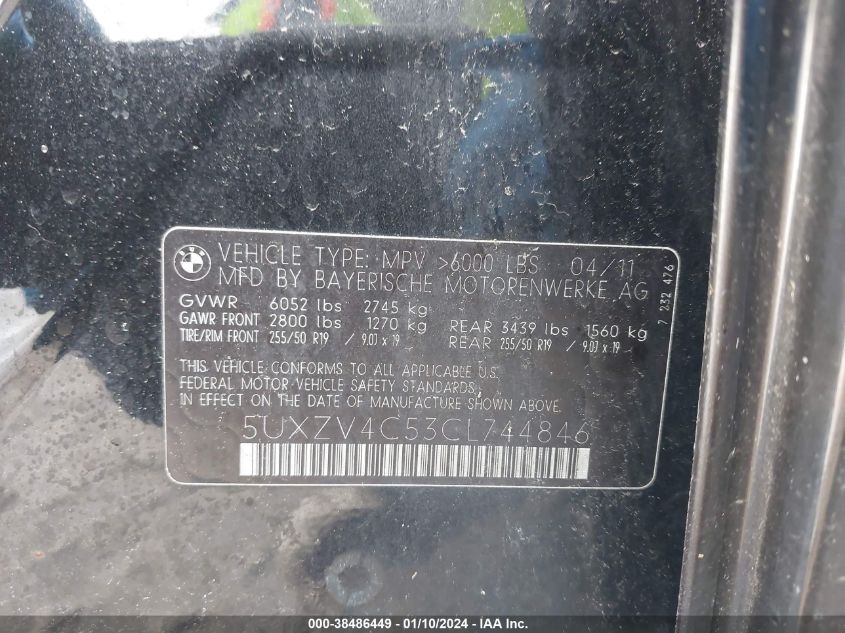 BMW
VEHICLE TYPE: MPV >6000 LBS 04/11
MFD BY BAYERISCHE MOTORENWERKE AG
GVWR 6052 lbs 2745 kg
GAWR FRONT 2800 lbs 1270 kg REAR 3439 lbs 1560 kg
TIRE/RIM FRONT 255/50 R19 / 9.0J x 19 REAR 255/50 R19 / 9.0J x 19
THIS VEHICLE CONFORMS TO ALL APPLICABLE U.S.
FEDERAL MOTOR VEHICLE SAFETY STANDARDS,
IN EFFECT ON THE DATE OF MANUFACTURE SHOWN ABOVE.
5UXZV4C53CL744846
7 232 476
000-38486449 - 01/10/2024 - IAA Inc.